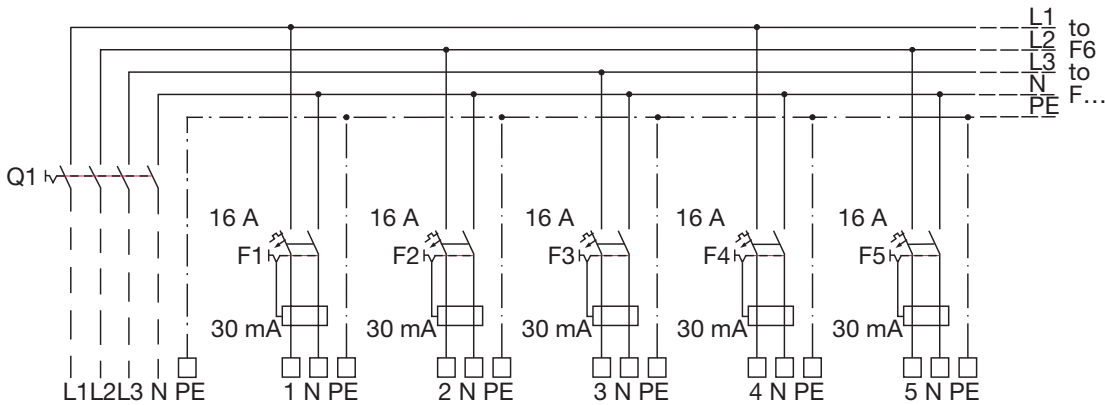 L1 to
L2 F6
L3 to
N F...
PE
Q1
16 A 16 A 16 A 16 A 16 A
F1 F2 F3 F4 F5
30 mA 30 mA 30 mA 30 mA 30 mA
L1 L2 L3 N PE 1 N PE 2 N PE 3 N PE 4 N PE 5 N PE